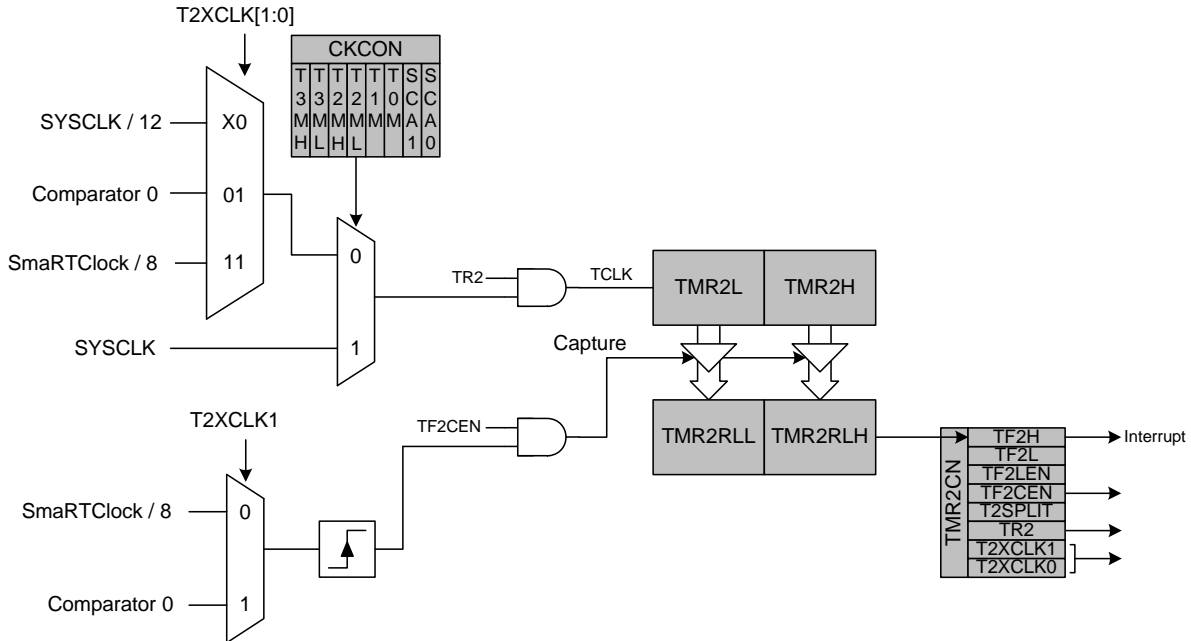 T2XCLK[1:0]
CKCON
T3MH T3ML T2MH T2ML T1M T0M SCA1 SCA0
SYSCLK / 12
X0
Comparator 0
01
SmaRTClock / 8
11
0
SYSCLK
1
TR2
TCLK
TMR2L
TMR2H
Capture
T2XCLK1
TF2CEN
TMR2RLL
TMR2RLH
SmaRTClock / 8
0
Comparator 0
1
TMR2CN
TF2H
Interrupt
TF2L
TF2LEN
TF2CEN
T2SPLIT
TR2
T2XCLK1
T2XCLK0